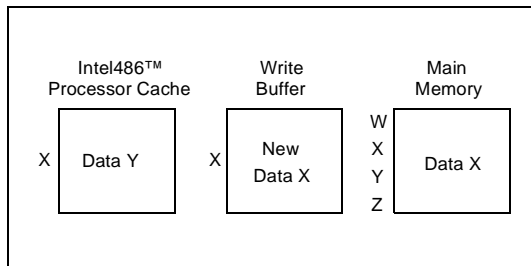 Intel486™
Processor Cache
Write
Buffer
Main
Memory
X
Data Y
X
New
Data X
W
X
Y
Z
Data X